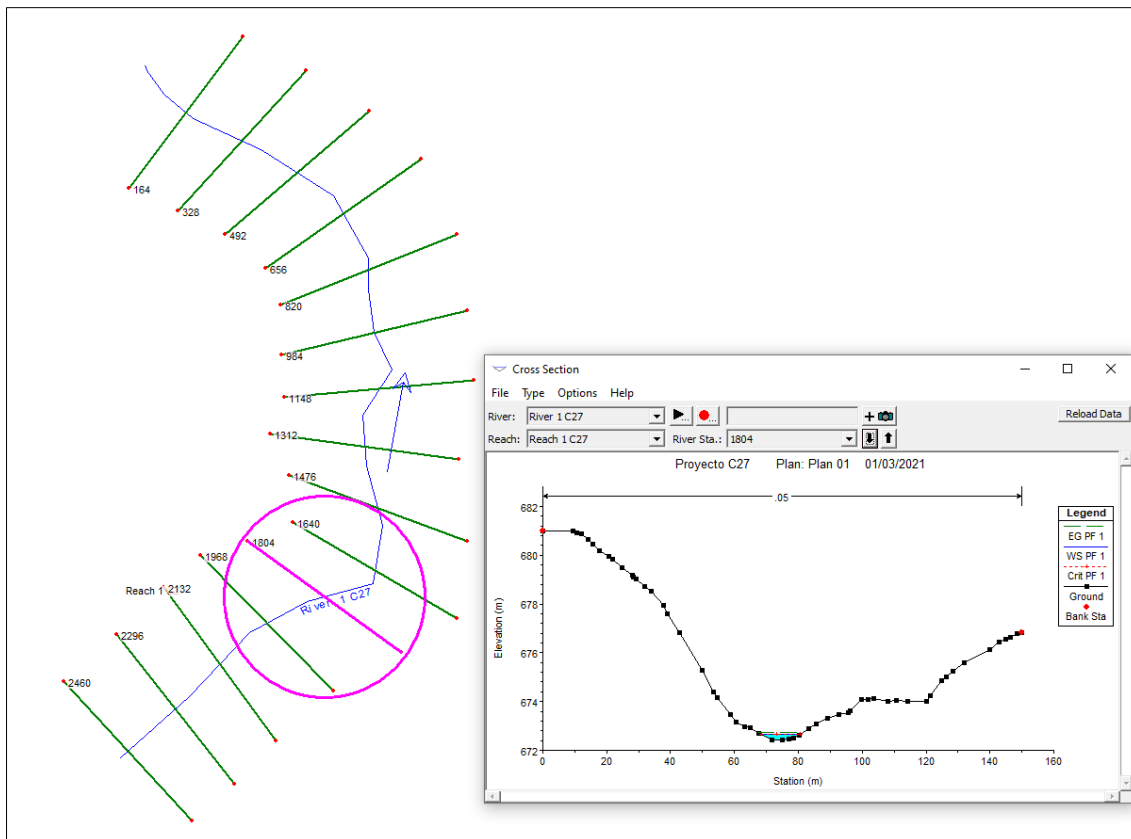 164
328
492
656
820
984
1148
1312
1476
1640
1804
1968
Reach 1
2132
River 1 C27
2296
2460
Cross Section
File Type Options Help
River: River 1 C27
Reload Data
Reach: Reach 1 C27 River Sta.: 1804
Proyecto C27 Plan: Plan 01 01/03/2021
.05
682
680
678
676
674
672
Elevation (m)
0 20 40 60 80 100 120 140 160
Station (m)
Legend
EG PF 1
WS PF 1
Crit PF 1
Ground
Bank Sta